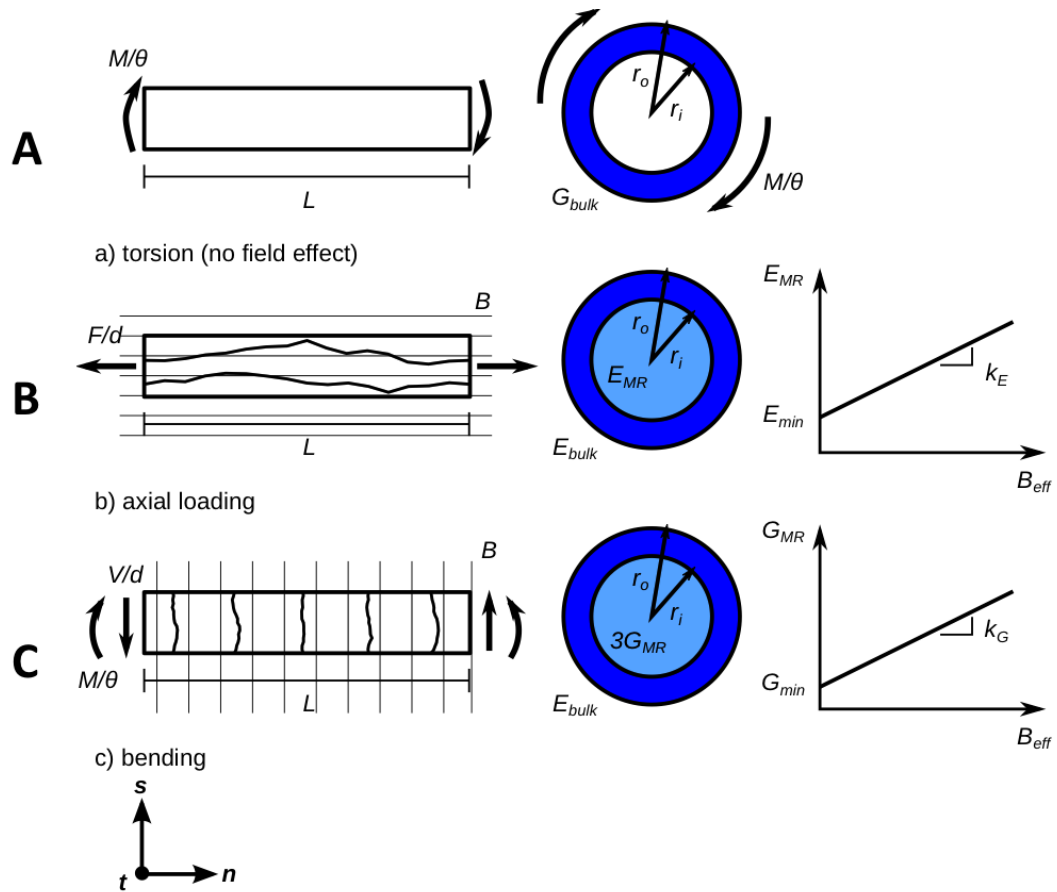 A
M/θ
L
r_o
r_i
G_bulk
M/θ
a) torsion (no field effect)
B
F/d
B
L
r_o
r_i
E_MR
E_bulk
E_MR
E_min
k_E
B_eff
b) axial loading
C
V/d
B
M/θ
L
r_o
r_i
3G_MR
E_bulk
G_MR
G_min
k_G
B_eff
c) bending
s
t
n